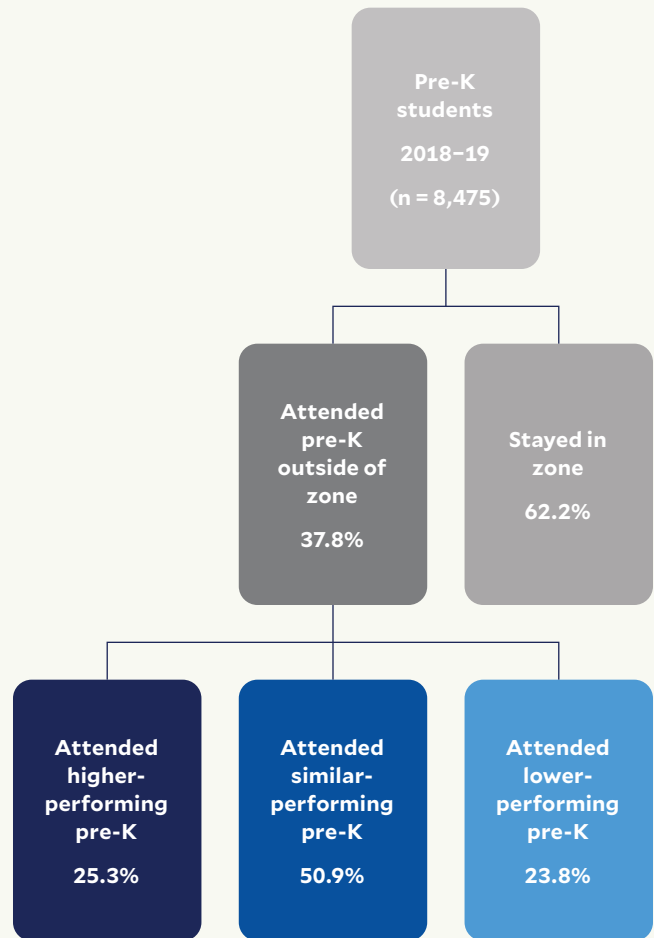 Pre-K
students
2018–19
(n = 8,475)
Attended
pre-K
outside of
zone
37.8%
Stayed in
zone
62.2%
Attended
higher-
performing
pre-K
25.3%
Attended
similar-
performing
pre-K
50.9%
Attended
lower-
performing
pre-K
23.8%